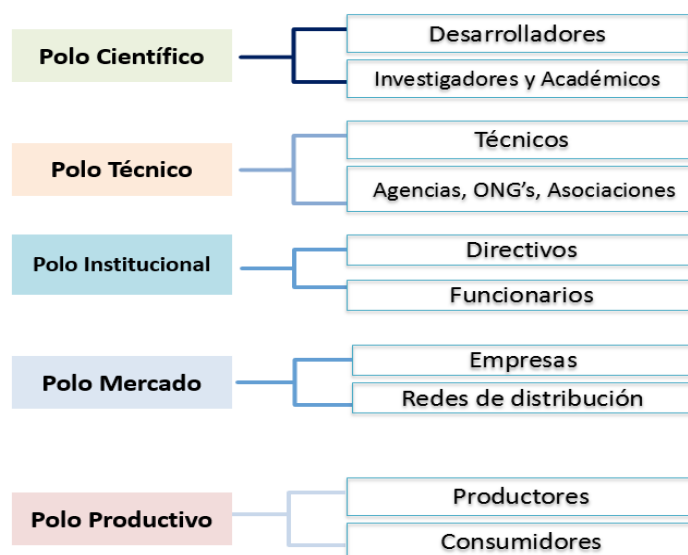 Polo Científico
Desarrolladores
Investigadores y Académicos
Polo Técnico
Técnicos
Agencias, ONG’s, Asociaciones
Polo Institucional
Directivos
Funcionarios
Polo Mercado
Empresas
Redes de distribución
Polo Productivo
Productores
Consumidores